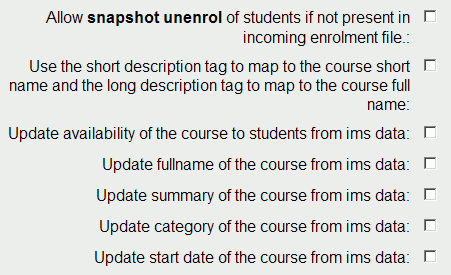 Allow snapshot unenrol of students if not present in
incoming enrolment file.:
Use the short description tag to map to the course short
name and the long description tag to map to the course full
name:
Update availability of the course to students from ims data:
Update fullname of the course from ims data:
Update summary of the course from ims data:
Update category of the course from ims data:
Update start date of the course from ims data: